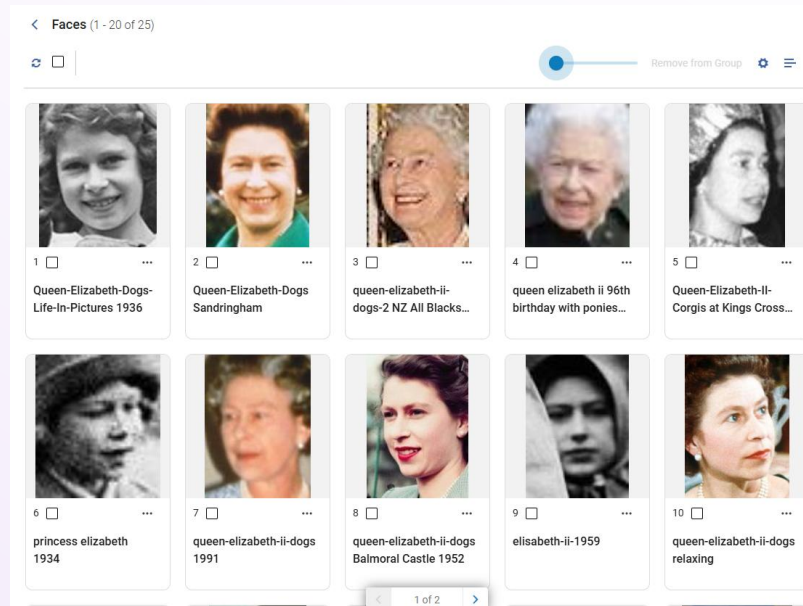 Faces (1 - 20 of 25)
Remove from Group
1
2
3
4
5
Queen-Elizabeth-Dogs-
Life-In-Pictures 1936
Queen-Elizabeth-Dogs
Sandringham
queen-elizabeth-ii-
dogs-2 NZ All Blacks...
queen elizabeth ii 96th
birthday with ponies...
Queen-Elizabeth-II-
Corgis at Kings Cross...
6
7
8
9
10
princess elizabeth
1934
queen-elizabeth-ii-dogs
1991
queen-elizabeth-ii-dogs
Balmoral Castle 1952
elisabeth-ii-1959
queen-elizabeth-ii-dogs
relaxing
1 of 2